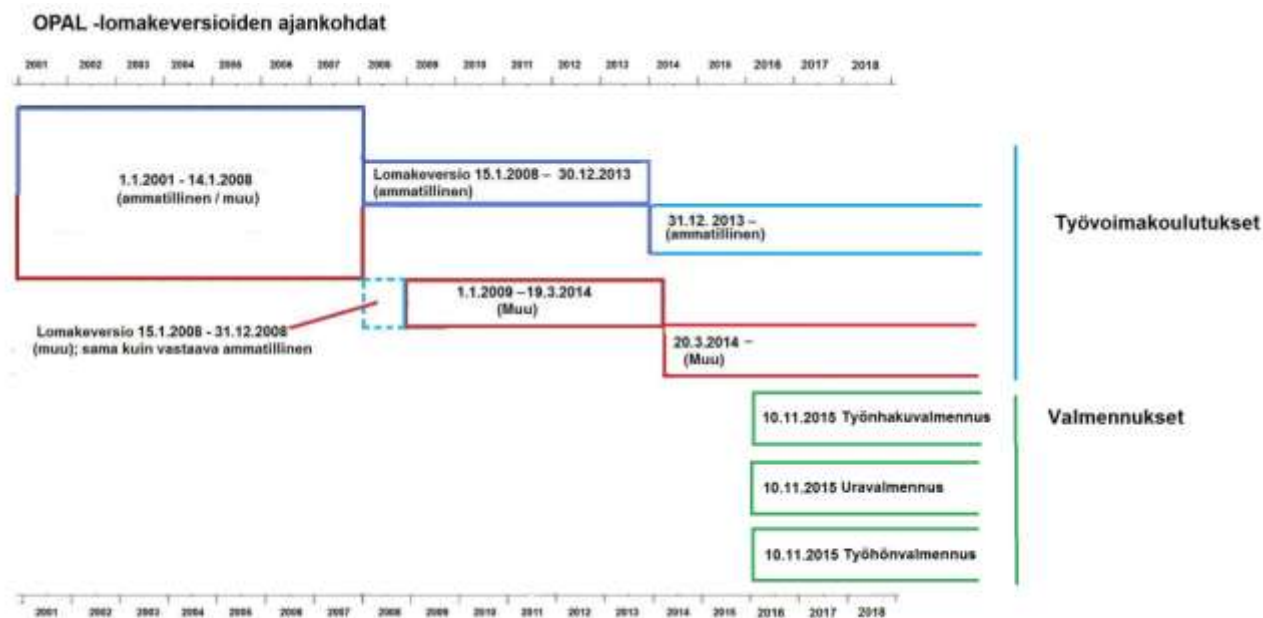 OPAL -lomakeversioiden ajankohdat
2001 2002 2003 2004 2005 2006 2007 2008 2009 2010 2011 2012 2013 2014 2015 2016 2017 2018
1.1.2001 - 14.1.2008
(ammatillinen / muu)
Lomakeversio 15.1.2008 – 30.12.2013
(ammatillinen)
31.12. 2013 –
(ammatillinen)
Työvoimakoulutukset
1.1.2009 –19.3.2014
(Muu)
Lomakeversio 15.1.2008 - 31.12.2008
(muu); sama kuin vastaava ammatillinen
20.3.2014 –
(Muu)
10.11.2015 Työnhakuvalmennus
Valmennukset
10.11.2015 Uravalmennus
10.11.2015 Työhönvalmennus
2001 2002 2003 2004 2005 2006 2007 2008 2009 2010 2011 2012 2013 2014 2015 2016 2017 2018